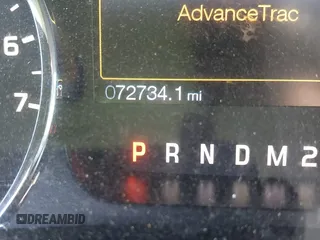 AdvanceTrac
6
7
072734.1 mi
P R N D M 2
DREAMBID